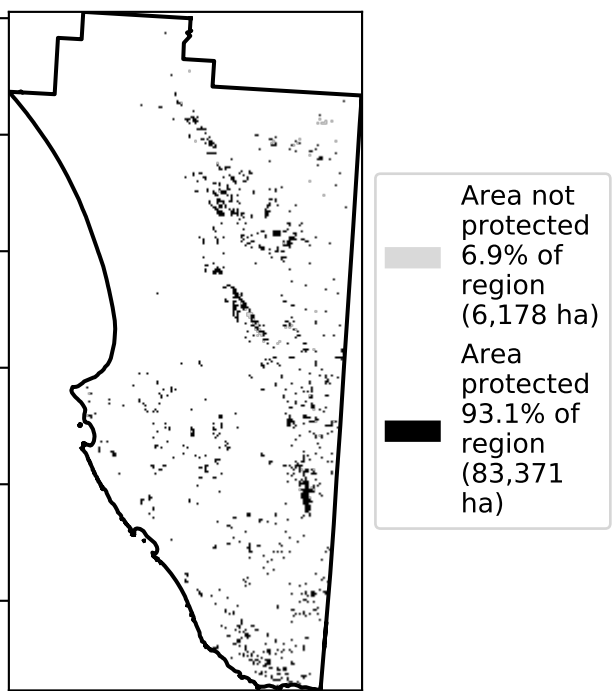 Area not
protected
6.9% of
region
(6,178 ha)
Area
protected
93.1% of
region
(83,371
ha)